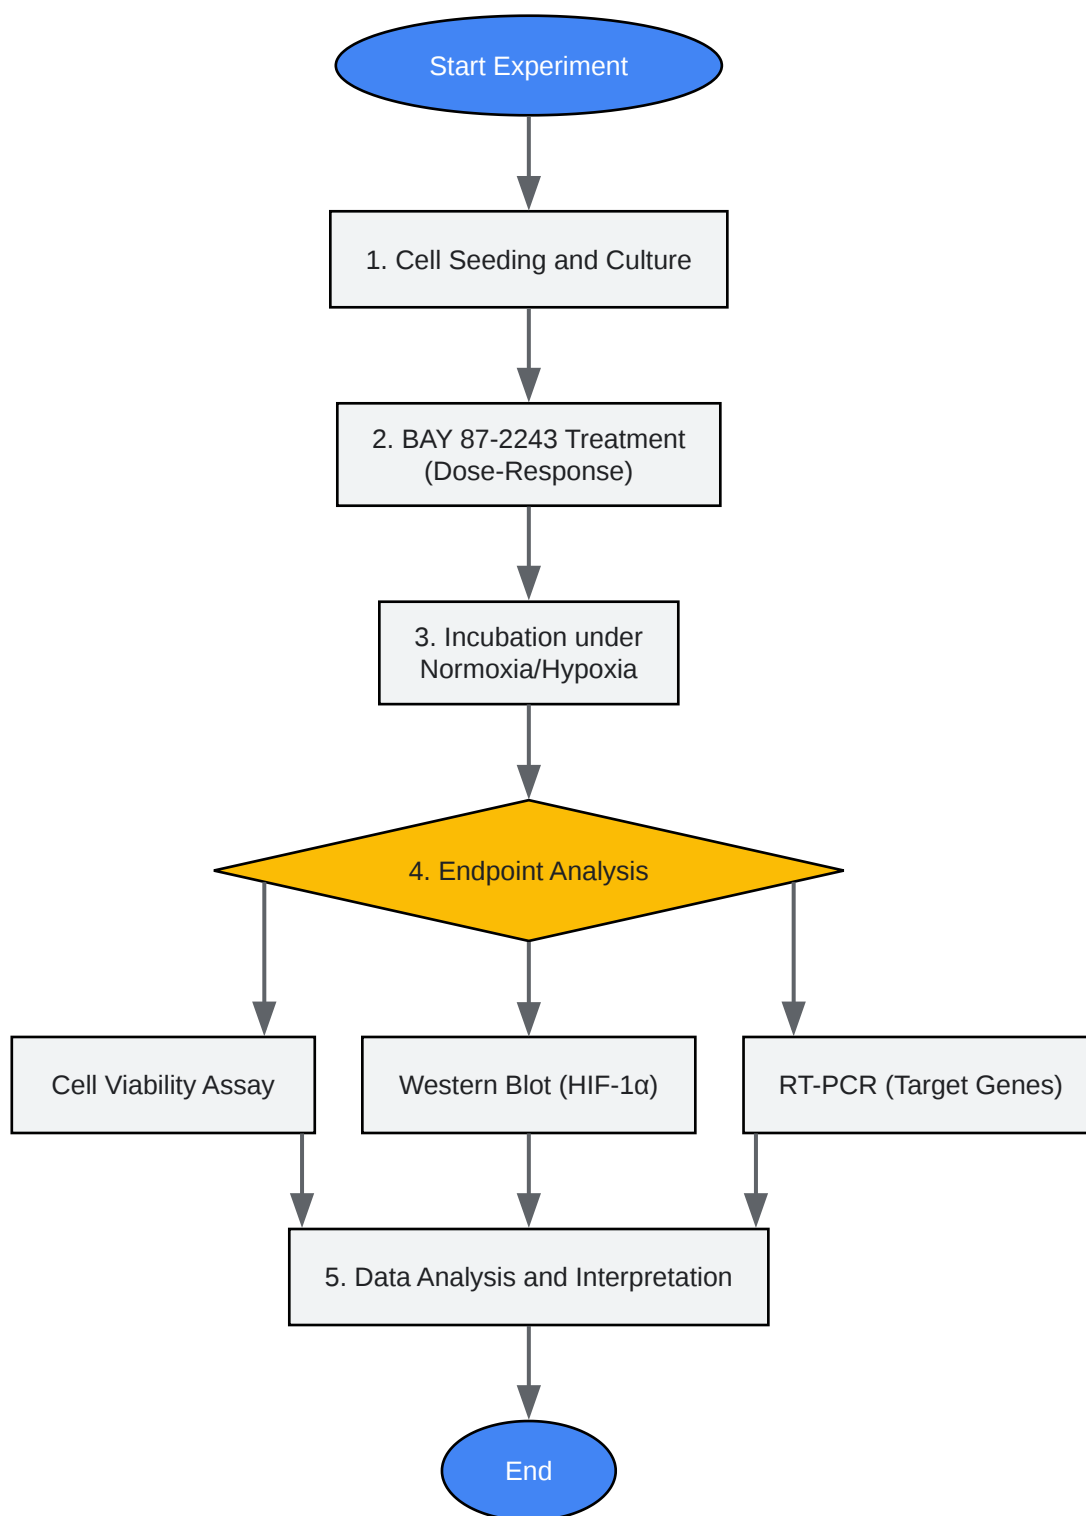 Start Experiment
1. Cell Seeding and Culture
2. BAY 87-2243 Treatment
(Dose-Response)
3. Incubation under
Normoxia/Hypoxia
4. Endpoint Analysis
Cell Viability Assay
Western Blot (HIF-1α)
RT-PCR (Target Genes)
5. Data Analysis and Interpretation
End